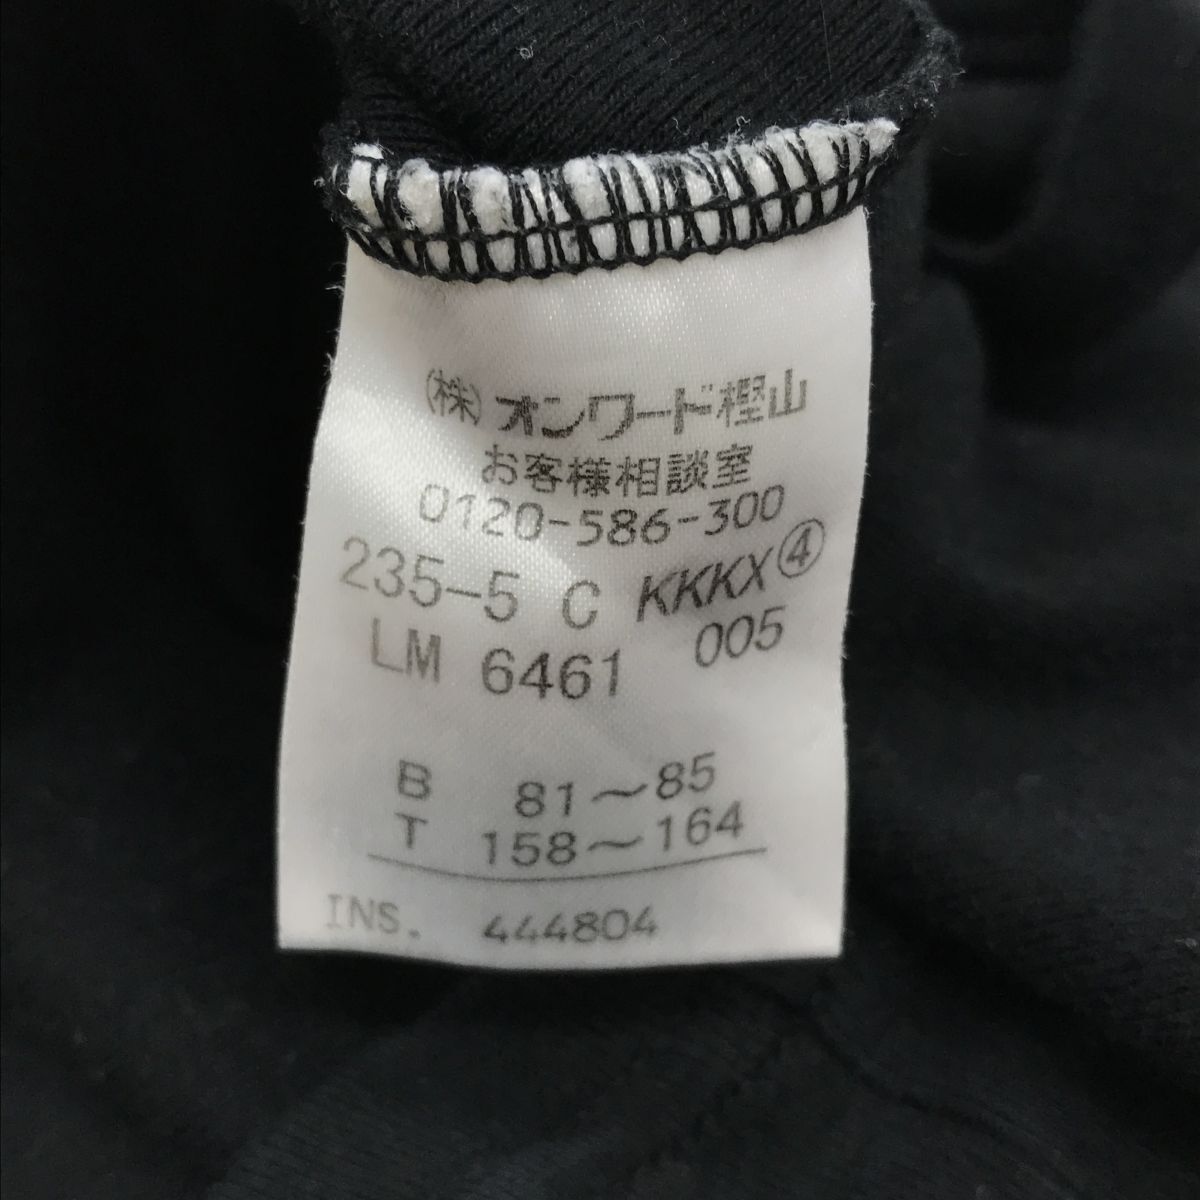 (株)オンワード樫山
お客様相談室
0120-586-300
235-5 C KKKX④
LM 6461 005
B 81〜85
T 158〜164
INS. 444804